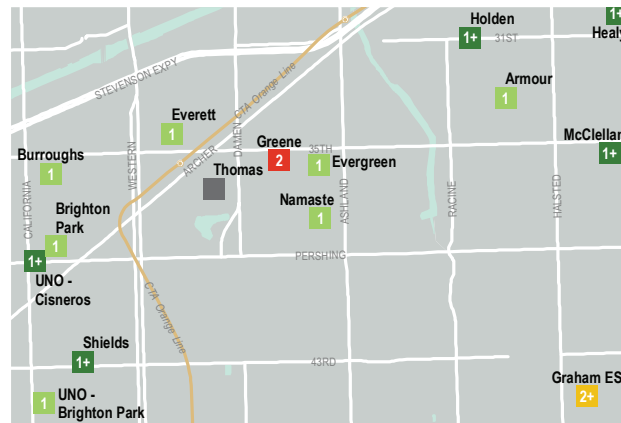 Holden
1+
31ST
1+
Healy
STEVENSON EXPY
CTA Orange Line
Armour
1
Everett
1
DAMEN
Greene
2
35TH
1
Evergreen
McClellan
1+
WESTERN
ARCHER
Burroughs
1
Thomas
CALIFORNIA
Namaste
1
ASHLAND
RACINE
HALSTED
Brighton
Park
1
1+
UNO -
Cisneros
PERSHING
CTA Orange Line
Shields
1+
43RD
Graham ES
2+
1
UNO -
Brighton Park